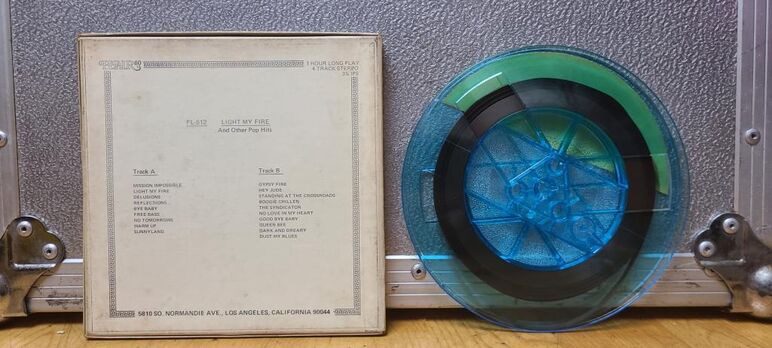 1 HOUR LONG PLAY
4 TRACK STEREO
3¾ IPS
FL-512 LIGHT MY FIRE
And Other Pop Hits
Track A
MISSION IMPOSSIBLE
LIGHT MY FIRE
DELUSIONS
REFLECTIONS
BYE BABY
FREE BASS
NO TOMORROWS
WARM UP
SUNNYLAND
Track B
GYPSY FIRE
HEY JUDE
STANDING AT THE CROSSROADS
BOOGIE CHILLEN
THE SYNDICATOR
NO LOVE IN MY HEART
GOOD BYE BABY
QUEEN BEE
DARK AND DREARY
DUST MY BLUES
5810 SO. NORMANDIE AVE., LOS ANGELES, CALIFORNIA 90044